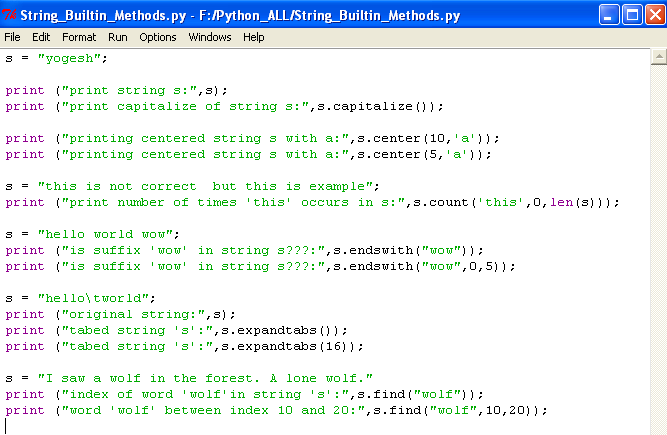 String_Builtin_Methods.py - F:/Python_ALL/String_Builtin_Methods.py
File Edit Format Run Options Windows Help
s = "yogesh";
print ("print string s:",s);
print ("print capitalize of string s:",s.capitalize());
print ("printing centered string s with a:",s.center(10,'a'));
print ("printing centered string s with a:",s.center(5,'a'));
s = "this is not correct  but this is example";
print ("print number of times 'this' occurs in s:",s.count('this',0,len(s)));
s = "hello world wow";
print ("is suffix 'wow' in string s???:",s.endswith("wow"));
print ("is suffix 'wow' in string s???:",s.endswith("wow",0,5));
s = "hello\tworld";
print ("original string:",s);
print ("tabed string 's':",s.expandtabs());
print ("tabed string 's':",s.expandtabs(16));
s = "I saw a wolf in the forest. A lone wolf."
print ("index of word 'wolf'in string 's':",s.find("wolf"));
print ("word 'wolf' between index 10 and 20:",s.find("wolf",10,20));